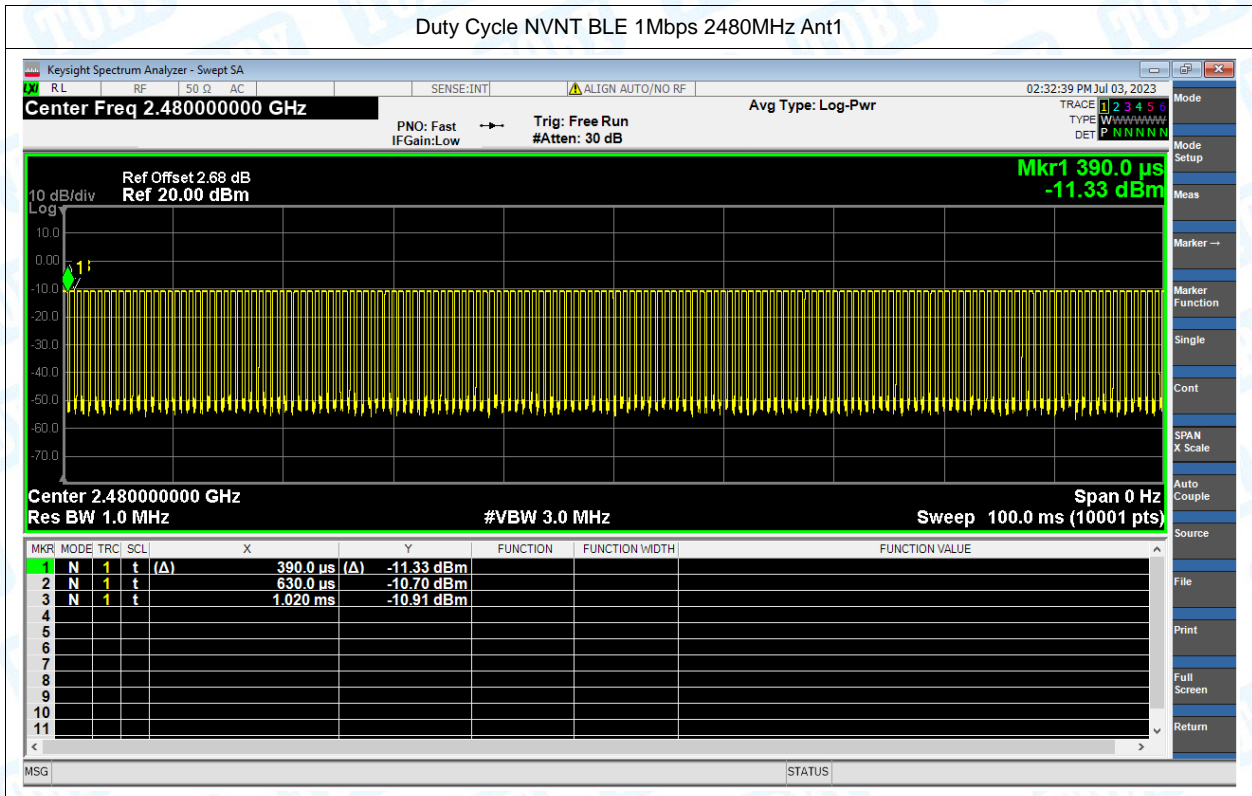 Duty Cycle NVNT BLE 1Mbps 2480MHz Ant1
Keysight Spectrum Analyzer - Swept SA
LXI RL RF 50 Ω AC SENSE:INT ALIGN AUTO/NO RF 02:32:39 PM Jul 03, 2023
Center Freq 2.480000000 GHz
Avg Type: Log-Pwr
TRACE 1 2 3 4 5 6
TYPE WWWWWWW
DET P N N N N N
PNO: Fast
IFGain:Low
Trig: Free Run
#Atten: 30 dB
Mkr1 390.0 µs
-11.33 dBm
Ref Offset 2.68 dB
Ref 20.00 dBm
10 dB/div
Log
10.0
0.00
-10.0
-20.0
-30.0
-40.0
-50.0
-60.0
-70.0
1
Center 2.480000000 GHz
Span 0 Hz
Res BW 1.0 MHz
#VBW 3.0 MHz
Sweep 100.0 ms (10001 pts)
MKR MODE TRC SCL X Y FUNCTION FUNCTION WIDTH FUNCTION VALUE
1 N 1 t (Δ) 390.0 µs (Δ) -11.33 dBm
2 N 1 t 630.0 µs -10.70 dBm
3 N 1 t 1.020 ms -10.91 dBm
4
5
6
7
8
9
10
11
MSG STATUS
Mode
Mode
Setup
Meas
Marker →
Marker
Function
Single
Cont
SPAN
X Scale
Auto
Couple
Source
File
Print
Full
Screen
Return